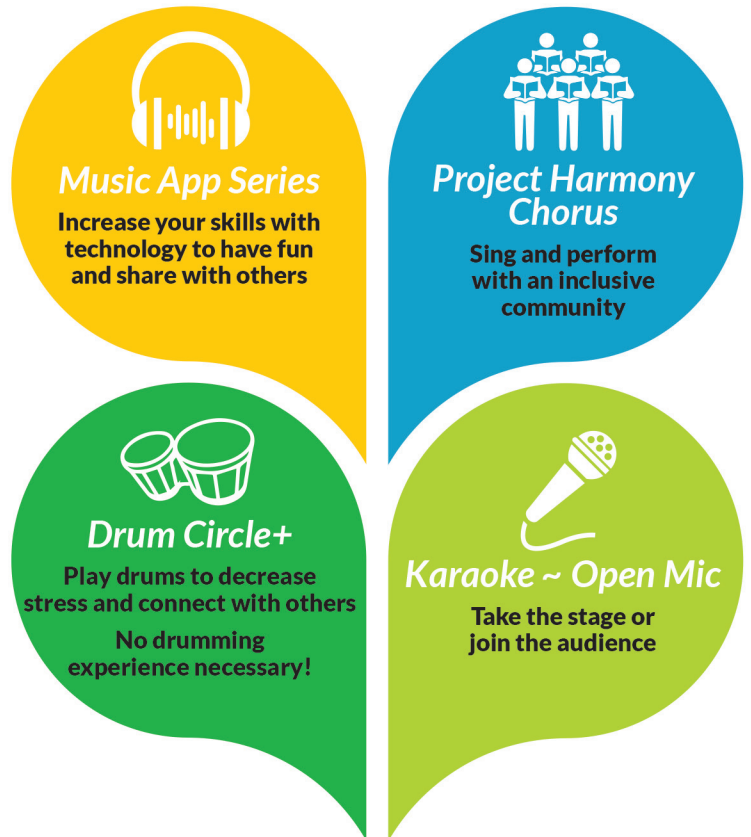 Music App Series
Increase your skills with
technology to have fun
and share with others
Project Harmony
Chorus
Sing and perform
with an inclusive
community
Drum Circle+
Play drums to decrease
stress and connect with others
No drumming
experience necessary!
Karaoke ~ Open Mic
Take the stage or
join the audience